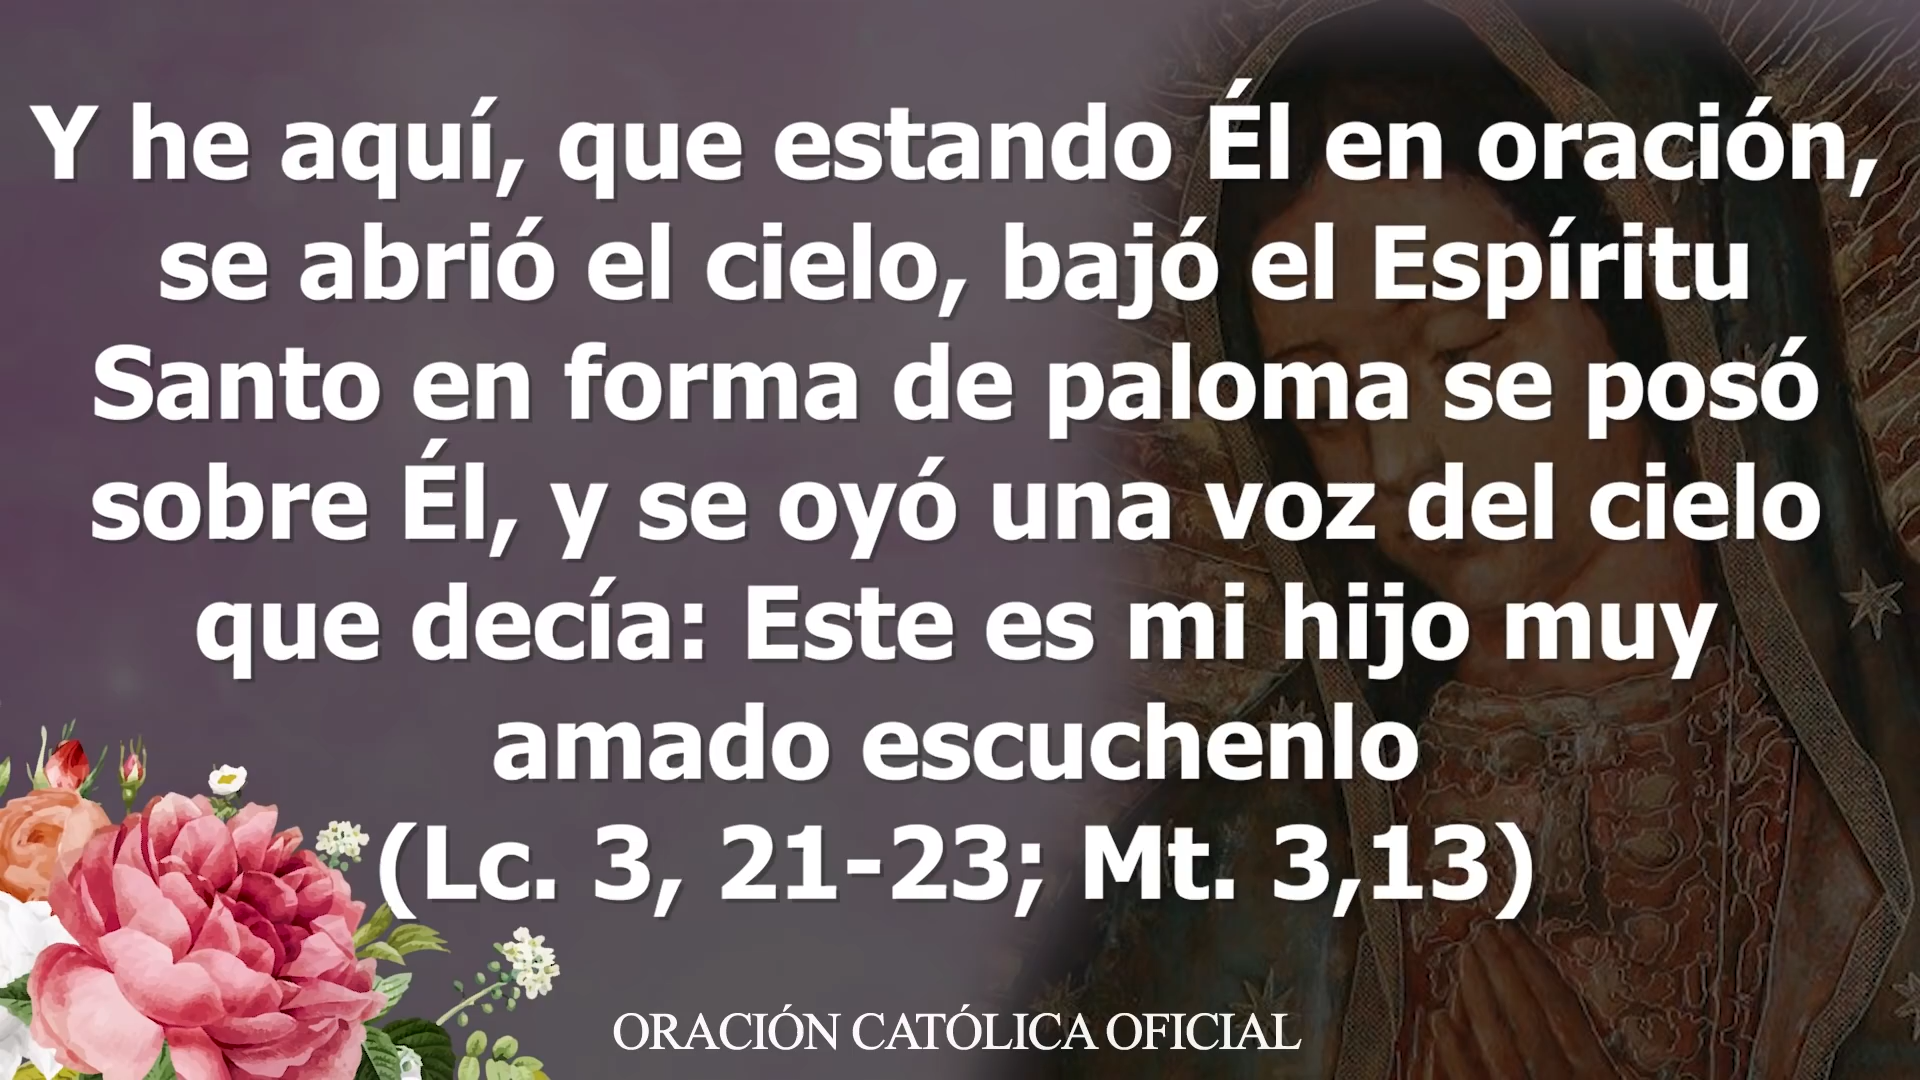 Y he aquí, que estando Él en oración,
se abrió el cielo, bajó el Espíritu
Santo en forma de paloma se posó
sobre Él, y se oyó una voz del cielo
que decía: Este es mi hijo muy
amado escuchenlo
(Lc. 3, 21-23; Mt. 3,13)
ORACIÓN CATÓLICA OFICIAL